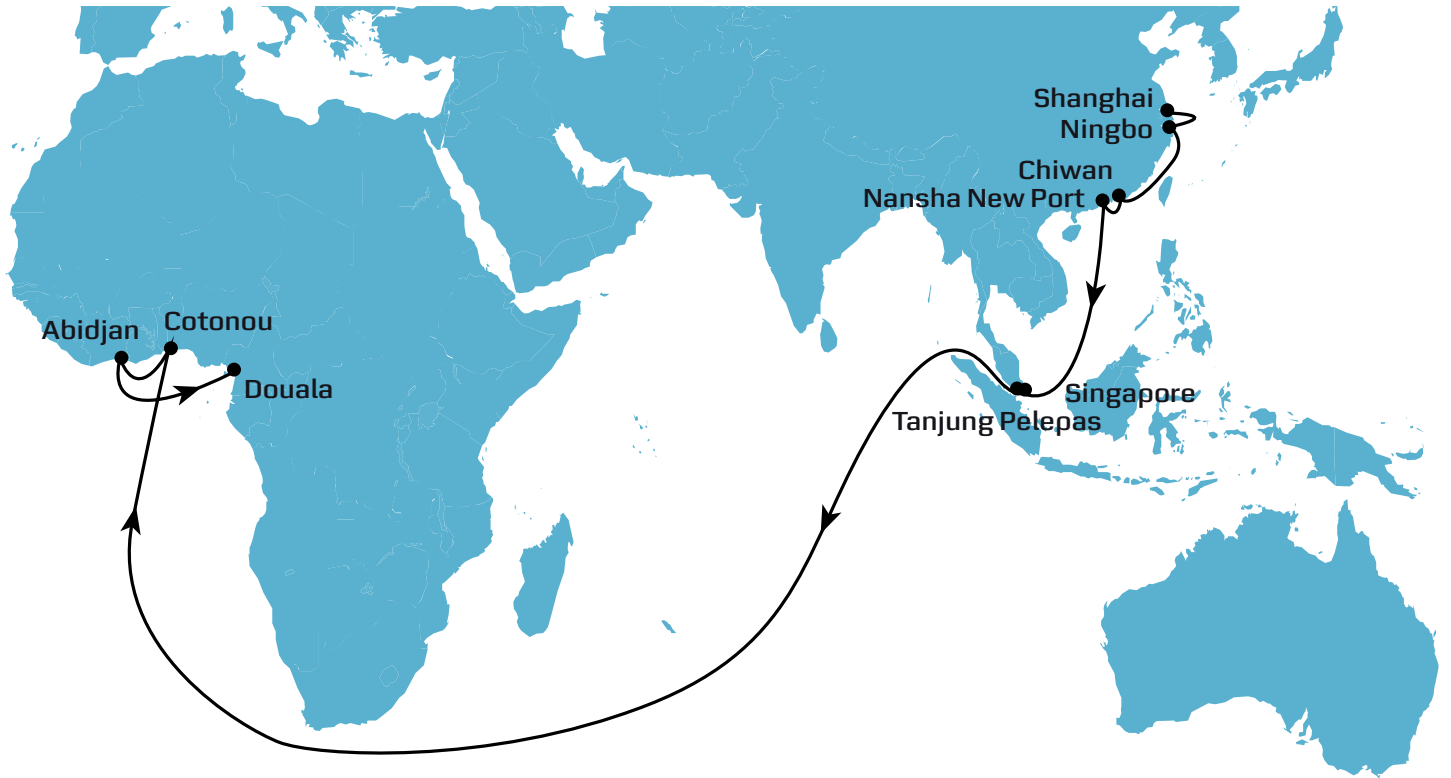 Shanghai
Ningbo
Chiwan
Nansha New Port
Cotonou
Abidjan
Douala
Singapore
Tanjung Pelepas